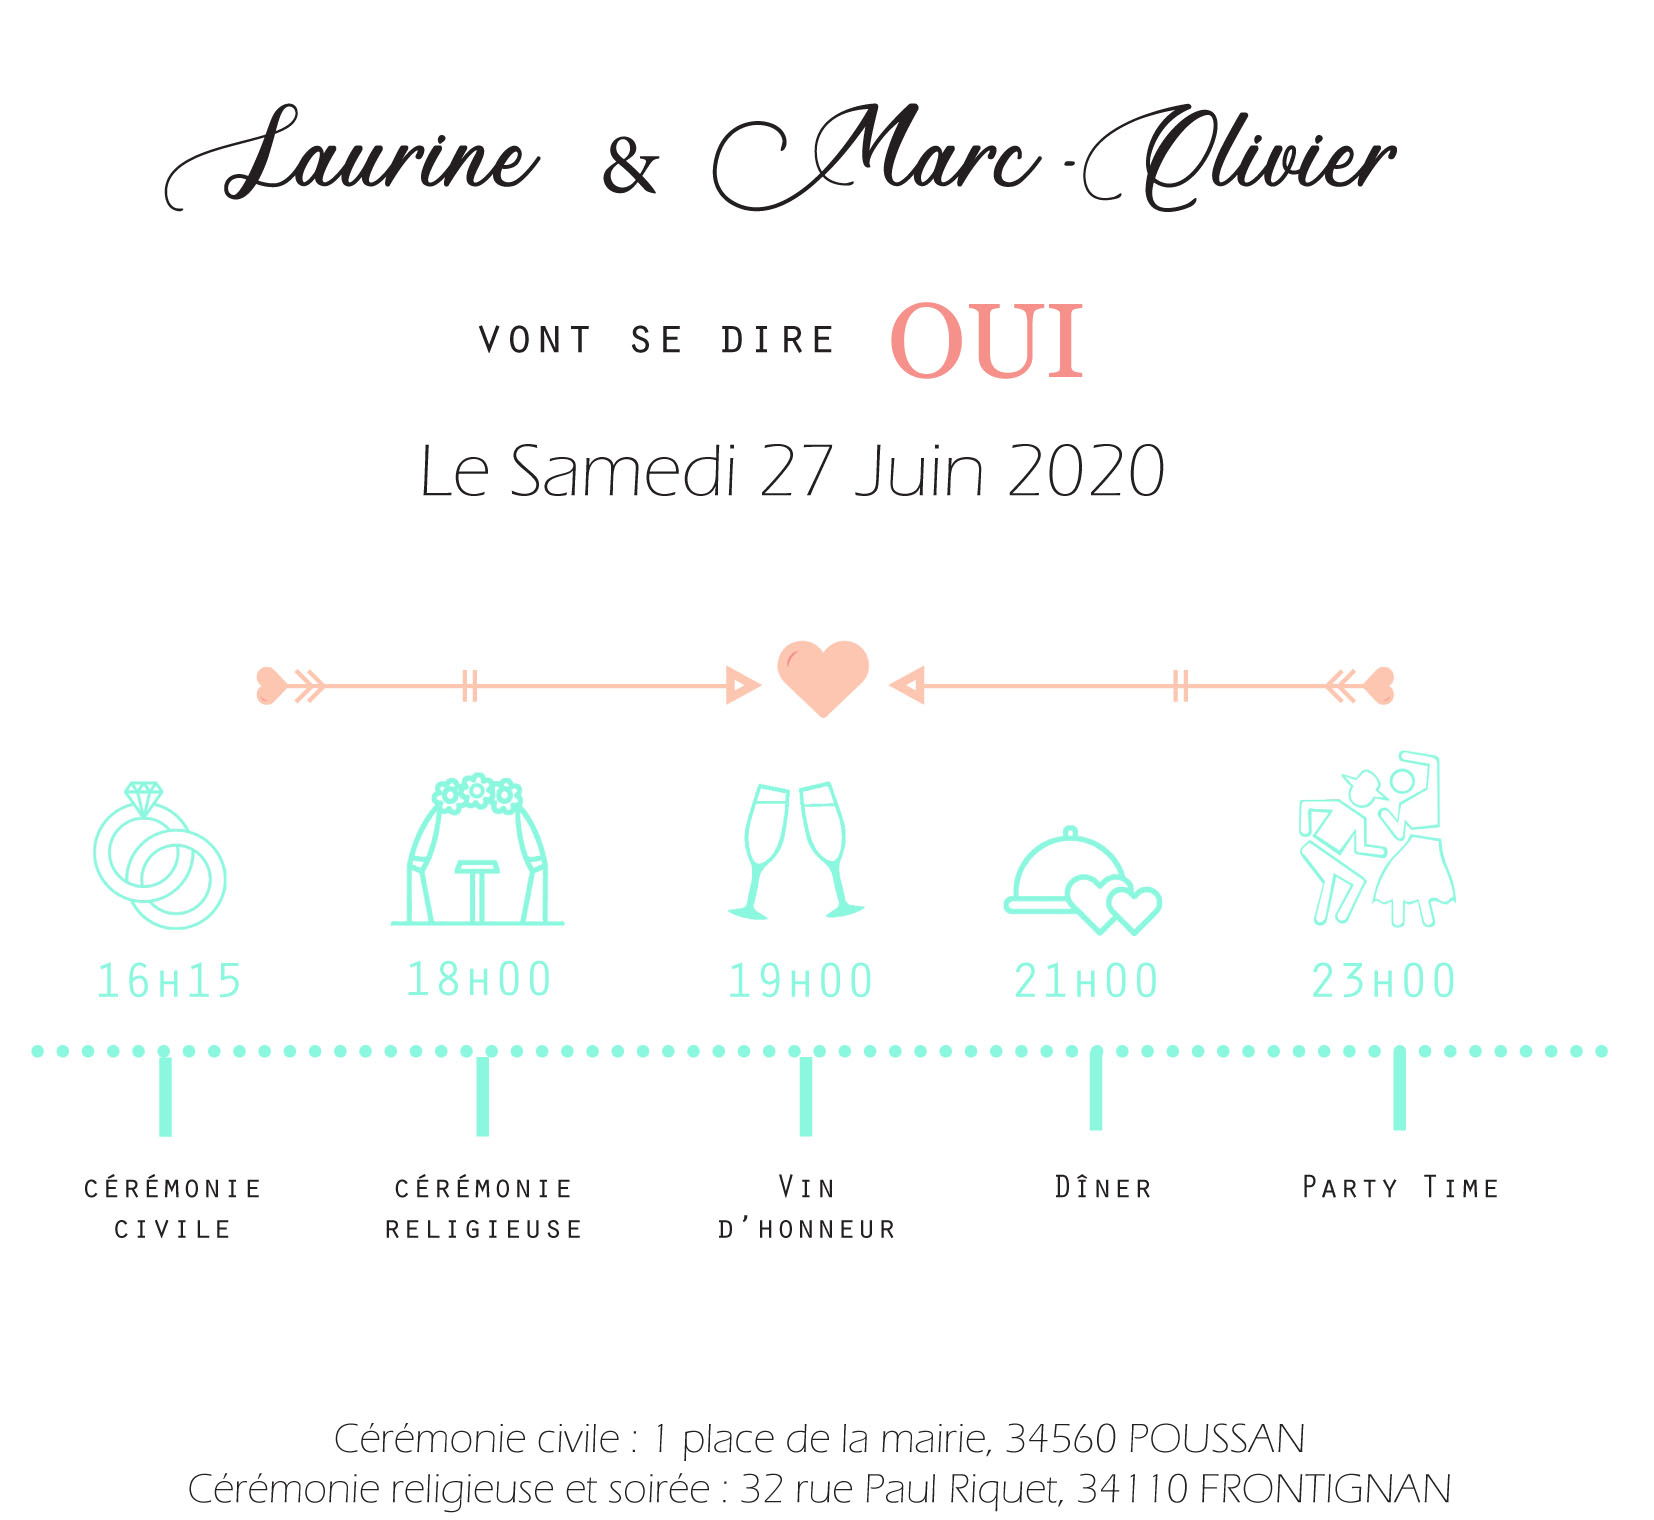 Laurine & Marc-Olivier
VONT SE DIRE OUI
Le Samedi 27 Juin 2020
16H15 18H00 19H00 21H00 23H00
CÉRÉMONIE CIVILE
CÉRÉMONIE RELIGIEUSE
VIN D'HONNEUR
DÎNER
PARTY TIME
Cérémonie civile : 1 place de la mairie, 34560 POUSSAN
Cérémonie religieuse et soirée : 32 rue Paul Riquet, 34110 FRONTIGNAN